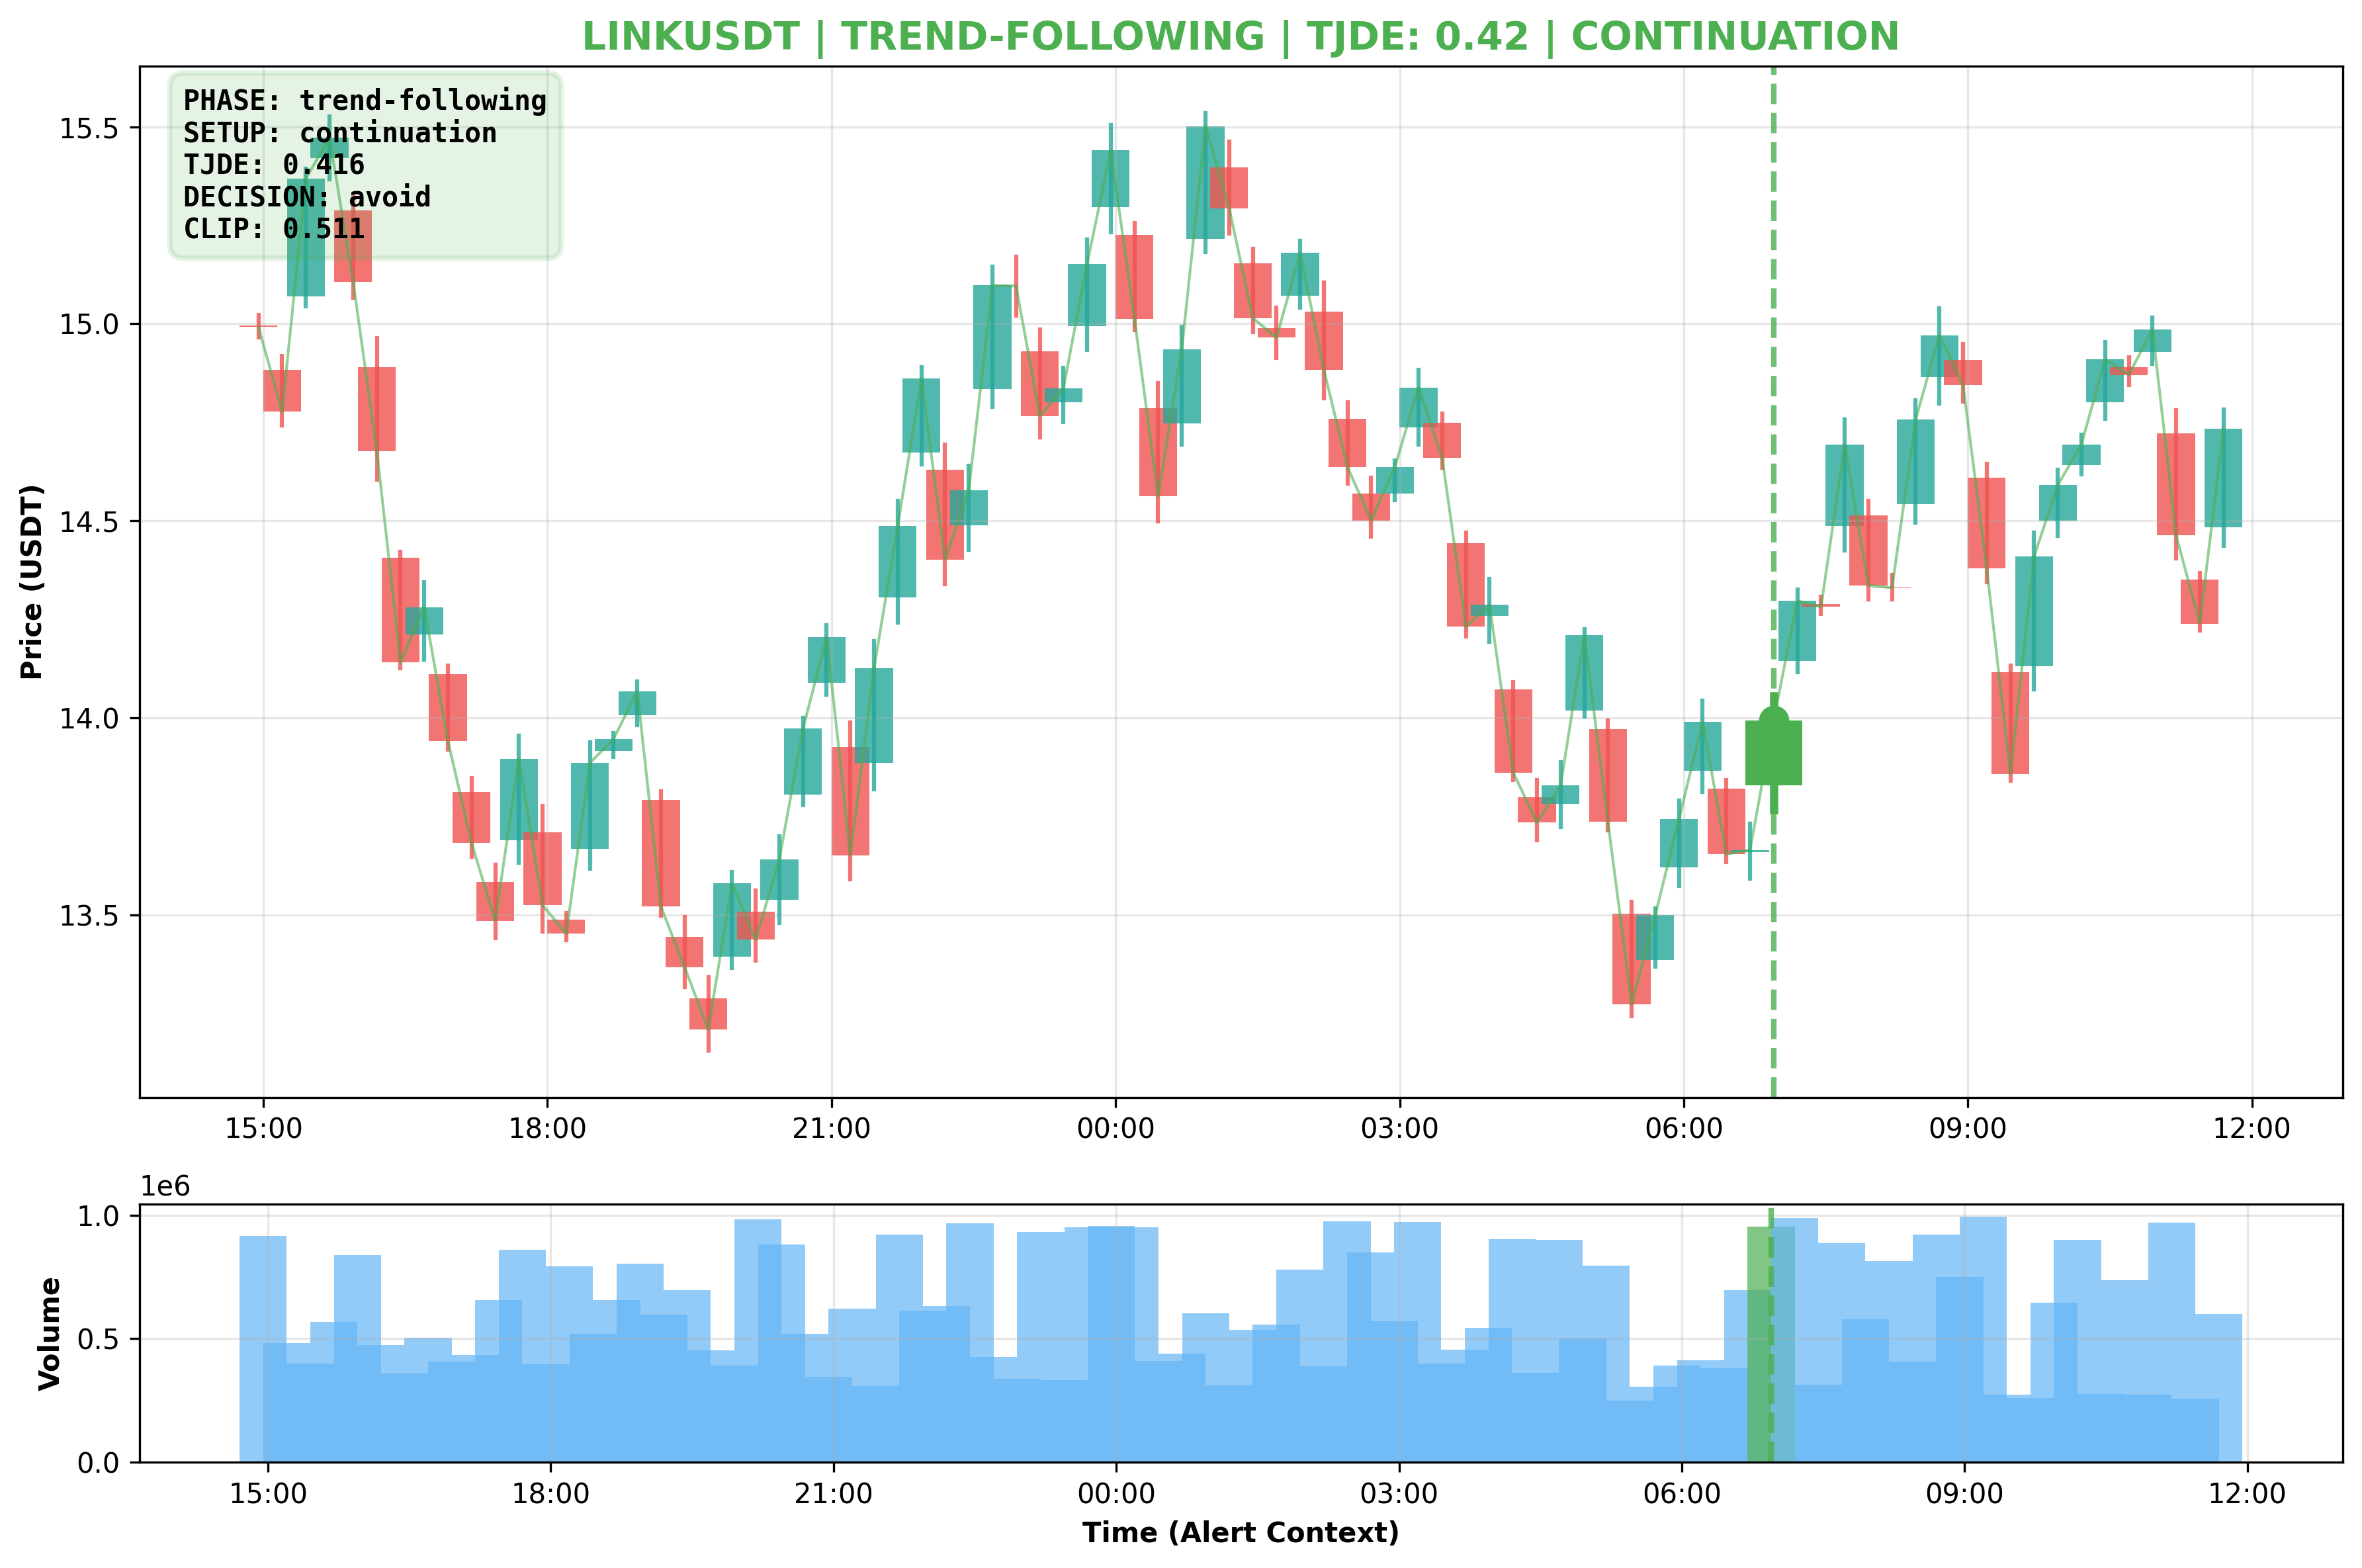 LINKUSDT | TREND-FOLLOWING | TJDE: 0.42 | CONTINUATION
PHASE: trend-following
SETUP: continuation
TJDE: 0.416
DECISION: avoid
CLIP: 0.511
Price (USDT)
15.5
15.0
14.5
14.0
13.5
15:00 18:00 21:00 00:00 03:00 06:00 09:00 12:00
1e6
Volume
1.0
0.5
0.0
15:00 18:00 21:00 00:00 03:00 06:00 09:00 12:00
Time (Alert Context)